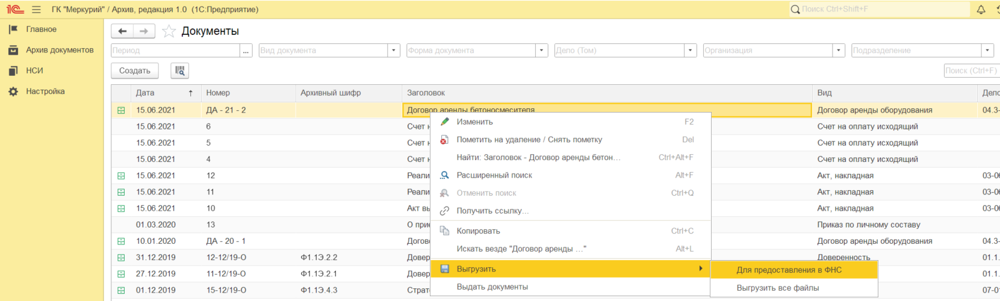 1С ГК "Меркурий" / Архив, редакция 1.0 (1С:Предприятие) Поиск Ctrl+Shift+F
Главное
Архив документов
НСИ
Настройка
Документы
Период ... Вид документа Форма документа Дело (Том) Организация Подразделение
Создать Поиск (Ctrl+F)
Дата ↑ Номер Архивный шифр Заголовок Вид Дело
15.06.2021 ДА - 21 - 2 Договор аренды бетоносмесителя Договор аренды оборудования 04.3-
15.06.2021 6 Счет н Счет на оплату исходящий
15.06.2021 5 Счет н Счет на оплату исходящий
15.06.2021 4 Счет н Счет на оплату исходящий
15.06.2021 12 Реали Акт, накладная 03-0
15.06.2021 11 Реали Акт, накладная 03-0
15.06.2021 10 Акт вы Акт, накладная 03-0
01.03.2020 13 О прие Приказ по личному составу
10.01.2020 ДА - 20 - 1 Догово Договор аренды оборудования 04.3-
31.12.2019 12-12/19-О Ф1.1Э.2.2 Довер Доверенность 01.1.
27.12.2019 11-12/19-О Ф1.1Э.2.1 Довер 01.1.
01.12.2019 15-12/19-О Ф1.1Э.4.3 Страт 07-0
Изменить F2
Пометить на удаление / Снять пометку Del
Найти: Заголовок - Договор аренды бетон... Ctrl+Alt+F
Расширенный поиск Alt+F
Отменить поиск Ctrl+Q
Получить ссылку...
Копировать Ctrl+C
Искать везде "Договор аренды ..." Alt+L
Выгрузить
Выдать документы
Для предоставления в ФНС
Выгрузить все файлы